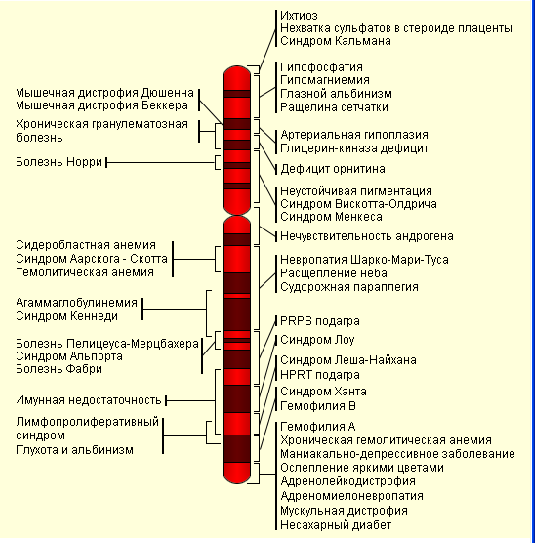 Ихтиоз
Нехватка сульфатов в стероиде плаценты
Синдром Кальмана
Гипофосфатия
Гипомагниемия
Глазной альбинизм
Ращелина сетчатки
Мышечная дистрофия Дюшенна
Мышечная дистрофия Беккера
Хроническая гранулематозная
болезнь
Артериальная гипоплазия
Глицерин-киназа дефицит
Болезнь Норри
Дефицит орнитина
Неустойчивая пигментация
Синдром Вискотта-Олдрича
Синдром Менкеса
Нечувствительность андрогена
Сидеробластная анемия
Синдром Аарскога - Скотта
Гемолитическая анемия
Невропатия Шарко-Мари-Туса
Расщепление неба
Судорожная параплегия
Агаммаглобулинемия
Синдром Кеннеди
PRPS подагра
Болезнь Пелицеуса-Мерцбахера
Синдром Альпорта
Болезнь Фабри
Синдром Лоу
Синдром Леша-Найхана
HPRT подагра
Имунная недостаточность
Синдром Ханта
Гемофилия В
Лимфопролиферативный
синдром
Глухота и альбинизм
Гемофилия А
Хроническая гемолитическая анемия
Маниакально-депрессивное заболевание
Ослепление яркими цветами
Адренолейкодистрофия
Адреномиелоневропатия
Мускульная дистрофия
Несахарный диабет